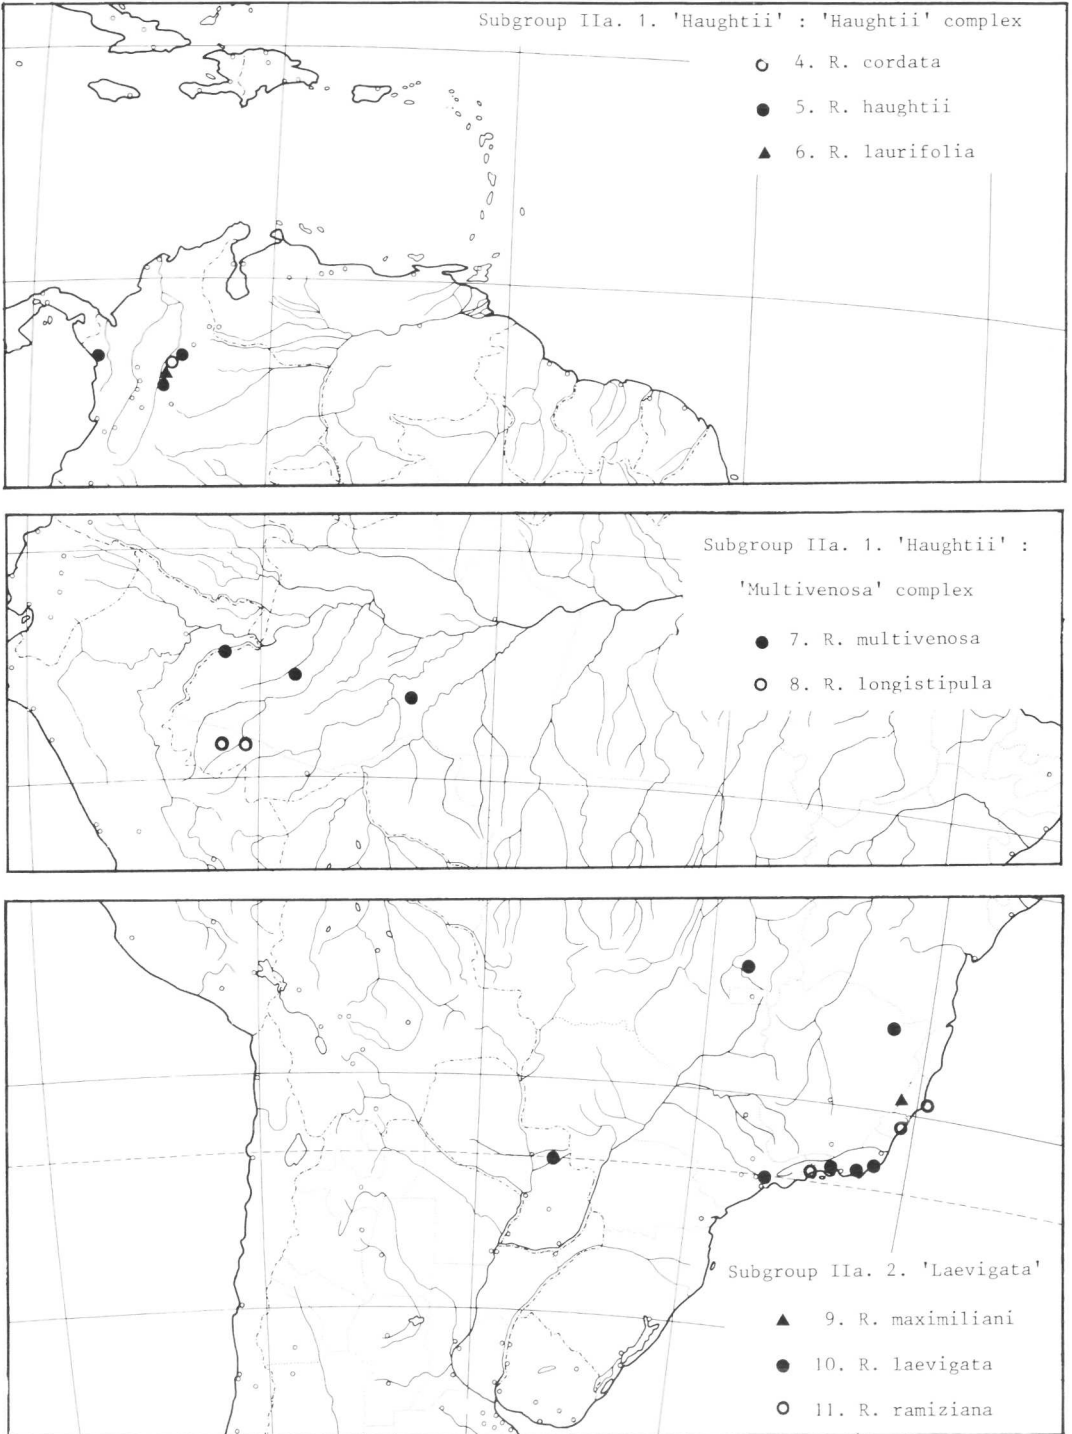 Subgroup IIa. 1. 'Haughtii' : 'Haughtii' complex
4. R. cordata
5. R. haughtii
6. R. laurifolia
Subgroup IIa. 1. 'Haughtii' :
'Multivenosa' complex
7. R. multivenosa
8. R. longistipula
Subgroup IIa. 2. 'Laevigata'
9. R. maximiliani
10. R. laevigata
11. R. ramiziana